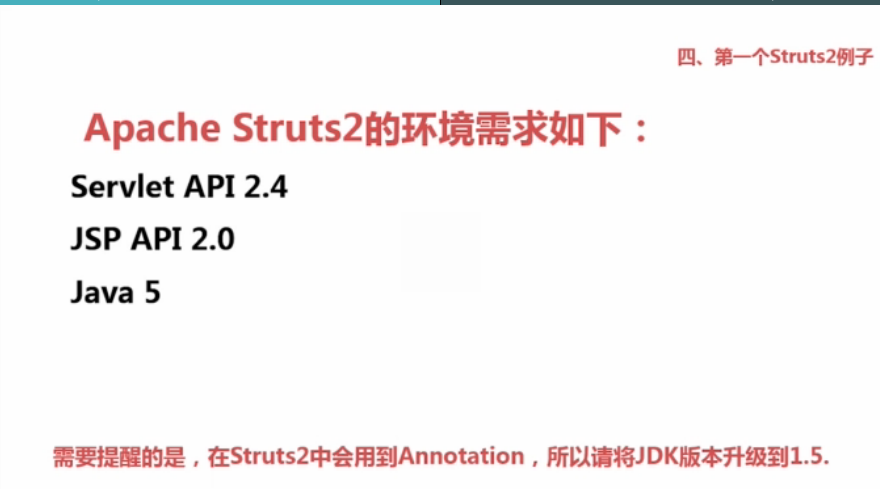 四、第一个Struts2例子
Apache Struts2的环境需求如下：
Servlet API 2.4
JSP API 2.0
Java 5
需要提醒的是，在Struts2中会用到Annotation，所以请将JDK版本升级到1.5.